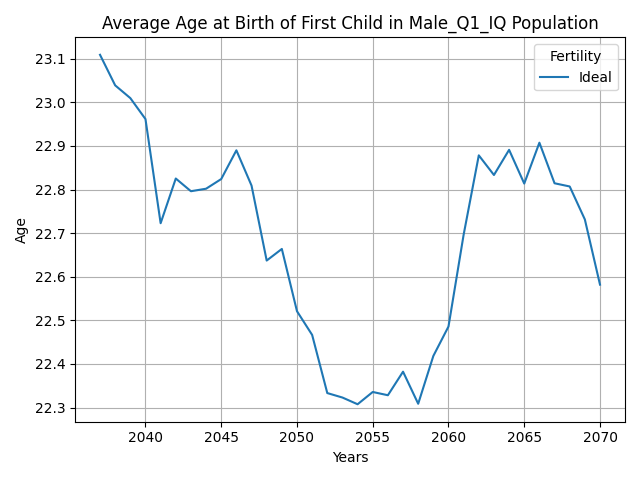 Average Age at Birth of First Child in Male_Q1_IQ Population
Fertility
Ideal
Age
23.1
23.0
22.9
22.8
22.7
22.6
22.5
22.4
22.3
2040 2045 2050 2055 2060 2065 2070
Years